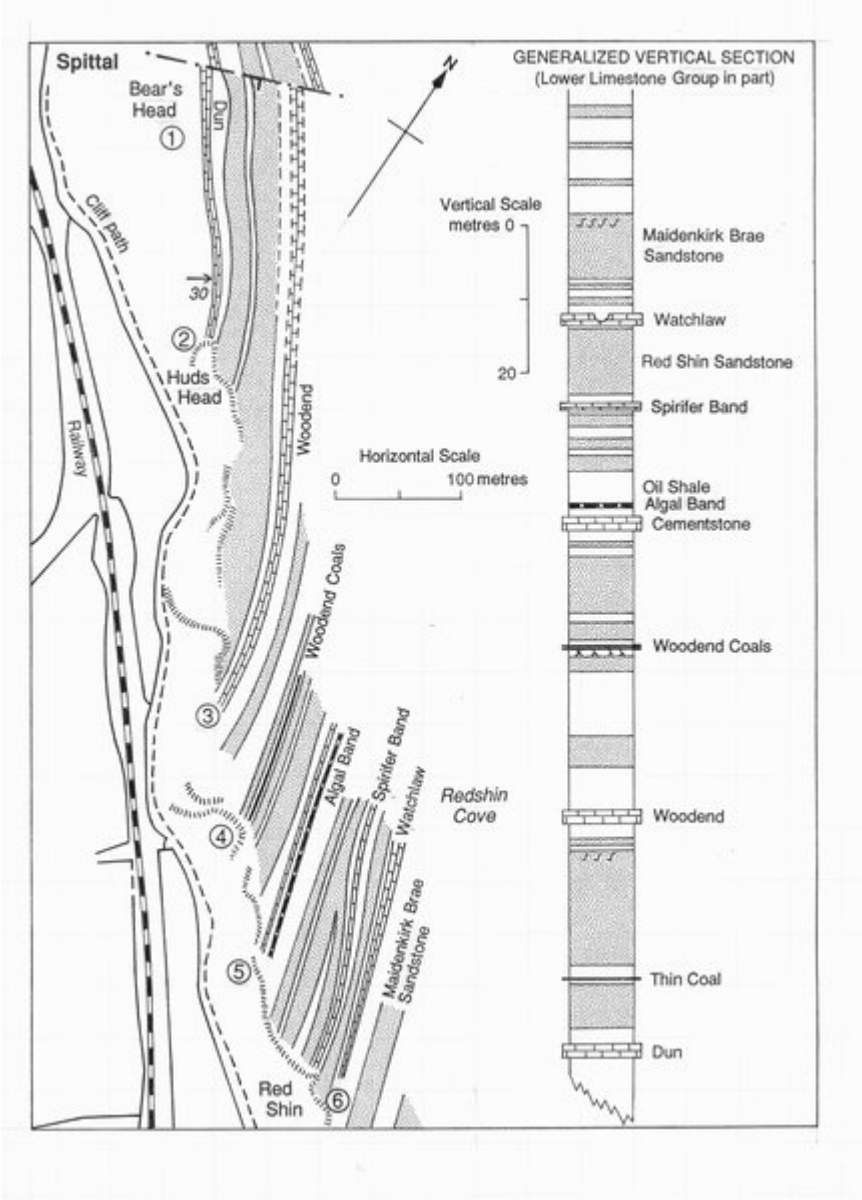 Spittal
Bear's
Head
①
Dun
Cliff path
30
②
Huds
Head
Railway
Woodend
N
Horizontal Scale
0 100 metres
Woodend Coals
③
Algal Band
Spirifer Band
Watchlaw
④
Redshin
Cove
⑤
Maidenkirk Brae
Sandstone
Red
Shin
⑥
GENERALIZED VERTICAL SECTION
(Lower Limestone Group in part)
Vertical Scale
metres 0
20
Maidenkirk Brae
Sandstone
Watchlaw
Red Shin Sandstone
Spirifer Band
Oil Shale
Algal Band
Cementstone
Woodend Coals
Woodend
Thin Coal
Dun